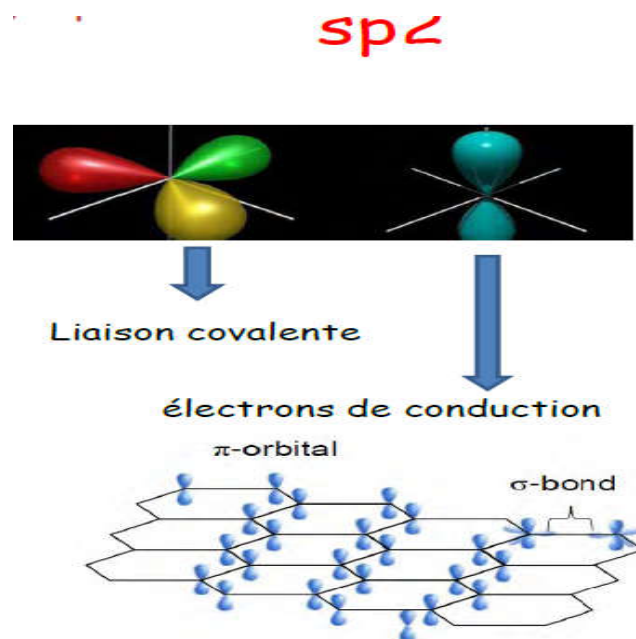 sp2
Liaison covalente
électrons de conduction
π-orbital
σ-bond